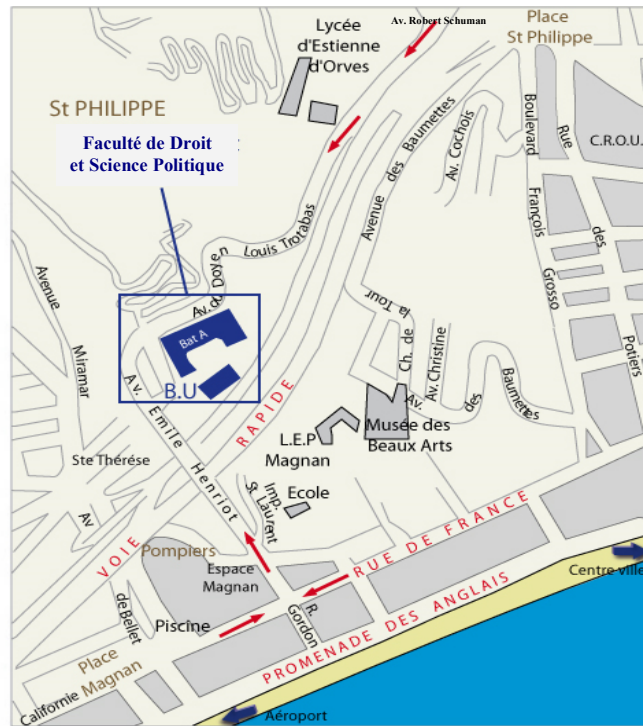 Av. Robert Schuman
Place
St Philippe
Lycée
d'Estienne
d'Orves
St PHILIPPE
Faculté de Droit
et Science Politique
C.R.O.U.
Boulevard
François
Grosso
Rue
des
Potiers
Avenue des Baumettes
Av. Cochois
Av. du Doyen Louis Trotabas
Avenue
Miramar
Bat A
B.U
Ch. de
la Tour
Av. Christine
Av. des Baumettes
Av. Emile Henriot
VOIE RAPIDE
Musée des
Beaux Arts
L.E.P
Magnan
Ste Thérése
Ecole
Imp.
St. Laurent
Av
de Bellet
Pompiers
Espace
Magnan
RUE DE FRANCE
Centre ville
Piscîne
R.
Gordon
PROMENADE DES ANGLAIS
Place
Magnan
Californie
Aéroport